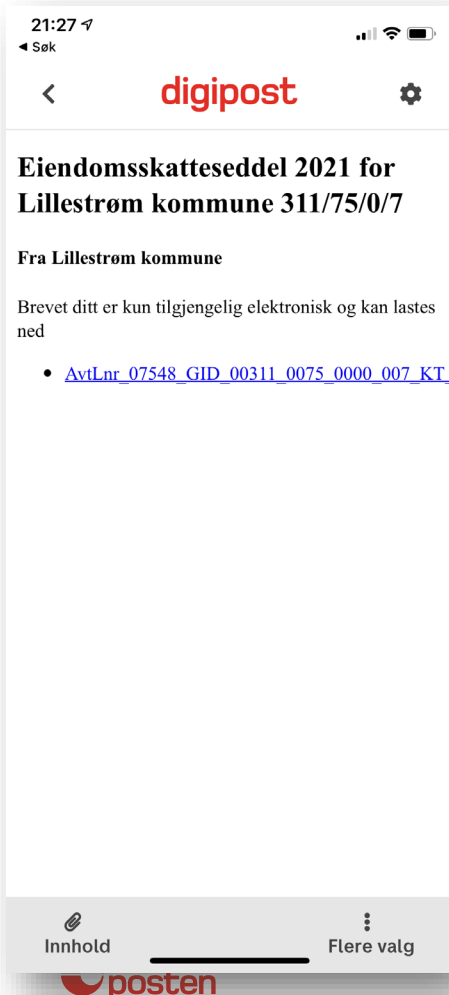 21:27
◀ Søk
digipost
Eiendomsskatteseddel 2021 for
Lillestrøm kommune 311/75/0/7
Fra Lillestrøm kommune
Brevet ditt er kun tilgjengelig elektronisk og kan lastes
ned
• AvtLnr_07548_GID_00311_0075_0000_007_KT_
Innhold
Flere valg
posten